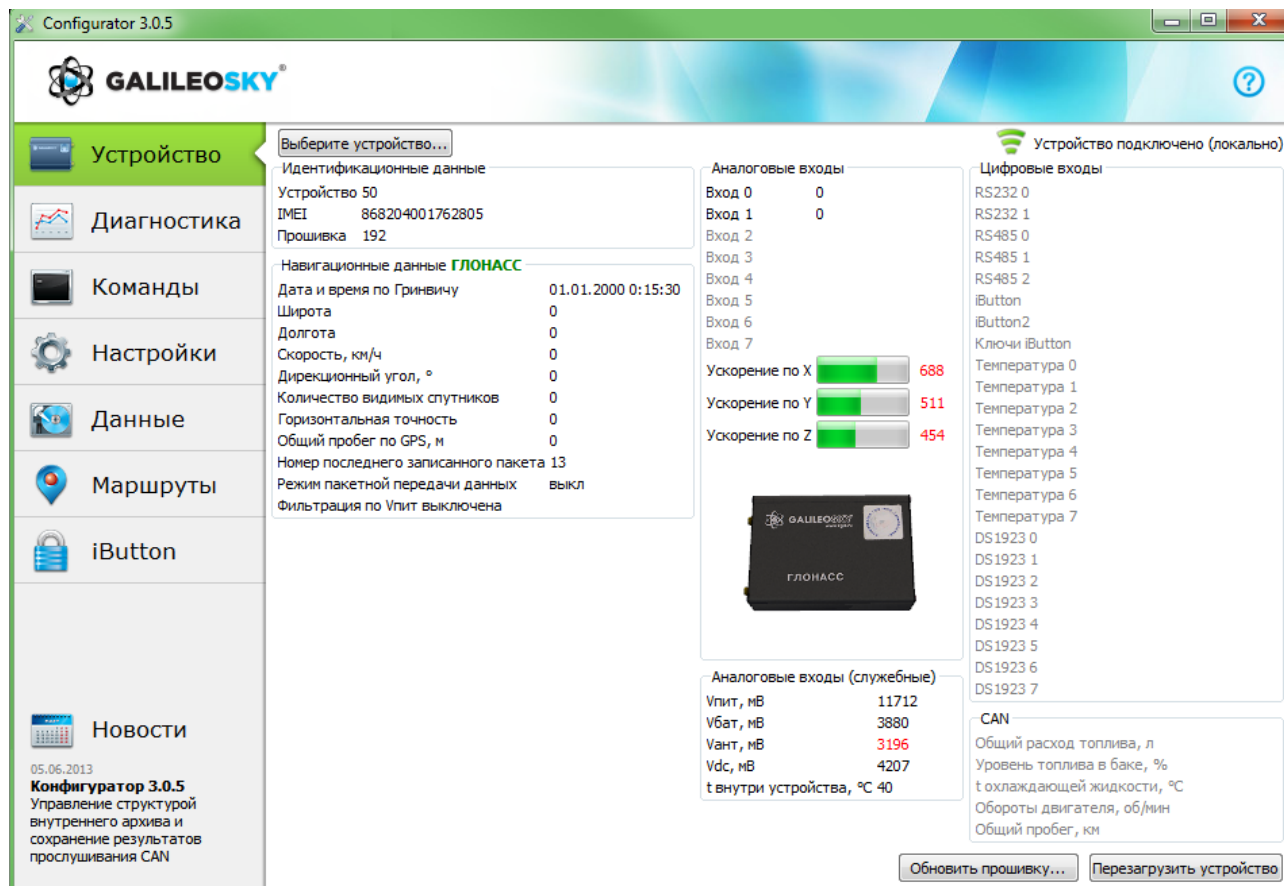 Configurator 3.0.5
GALILEOSKY®
?
Устройство
Диагностика
Команды
Настройки
Данные
Маршруты
iButton
Новости
05.06.2013
Конфигуратор 3.0.5
Управление структурой
внутреннего архива и
сохранение результатов
прослушивания CAN
Выберите устройство...
Устройство подключено (локально)
Идентификационные данные
Устройство 50
IMEI 868204001762805
Прошивка 192
Навигационные данные ГЛОНАСС
Дата и время по Гринвичу 01.01.2000 0:15:30
Широта 0
Долгота 0
Скорость, км/ч 0
Дирекционный угол, ° 0
Количество видимых спутников 0
Горизонтальная точность 0
Общий пробег по GPS, м 0
Номер последнего записанного пакета 13
Режим пакетной передачи данных выкл
Фильтрация по Vпит выключена
Аналоговые входы
Вход 0 0
Вход 1 0
Вход 2
Вход 3
Вход 4
Вход 5
Вход 6
Вход 7
Ускорение по X 688
Ускорение по Y 511
Ускорение по Z 454
GALILEOSKY
ГЛОНАСС
Аналоговые входы (служебные)
Vпит, мВ 11712
Vбат, мВ 3880
Vант, мВ 3196
Vdc, мВ 4207
t внутри устройства, °C 40
Цифровые входы
RS232 0
RS232 1
RS485 0
RS485 1
RS485 2
iButton
iButton2
Ключи iButton
Температура 0
Температура 1
Температура 2
Температура 3
Температура 4
Температура 5
Температура 6
Температура 7
DS1923 0
DS1923 1
DS1923 2
DS1923 3
DS1923 4
DS1923 5
DS1923 6
DS1923 7
CAN
Общий расход топлива, л
Уровень топлива в баке, %
t охлаждающей жидкости, °C
Обороты двигателя, об/мин
Общий пробег, км
Обновить прошивку...
Перезагрузить устройство